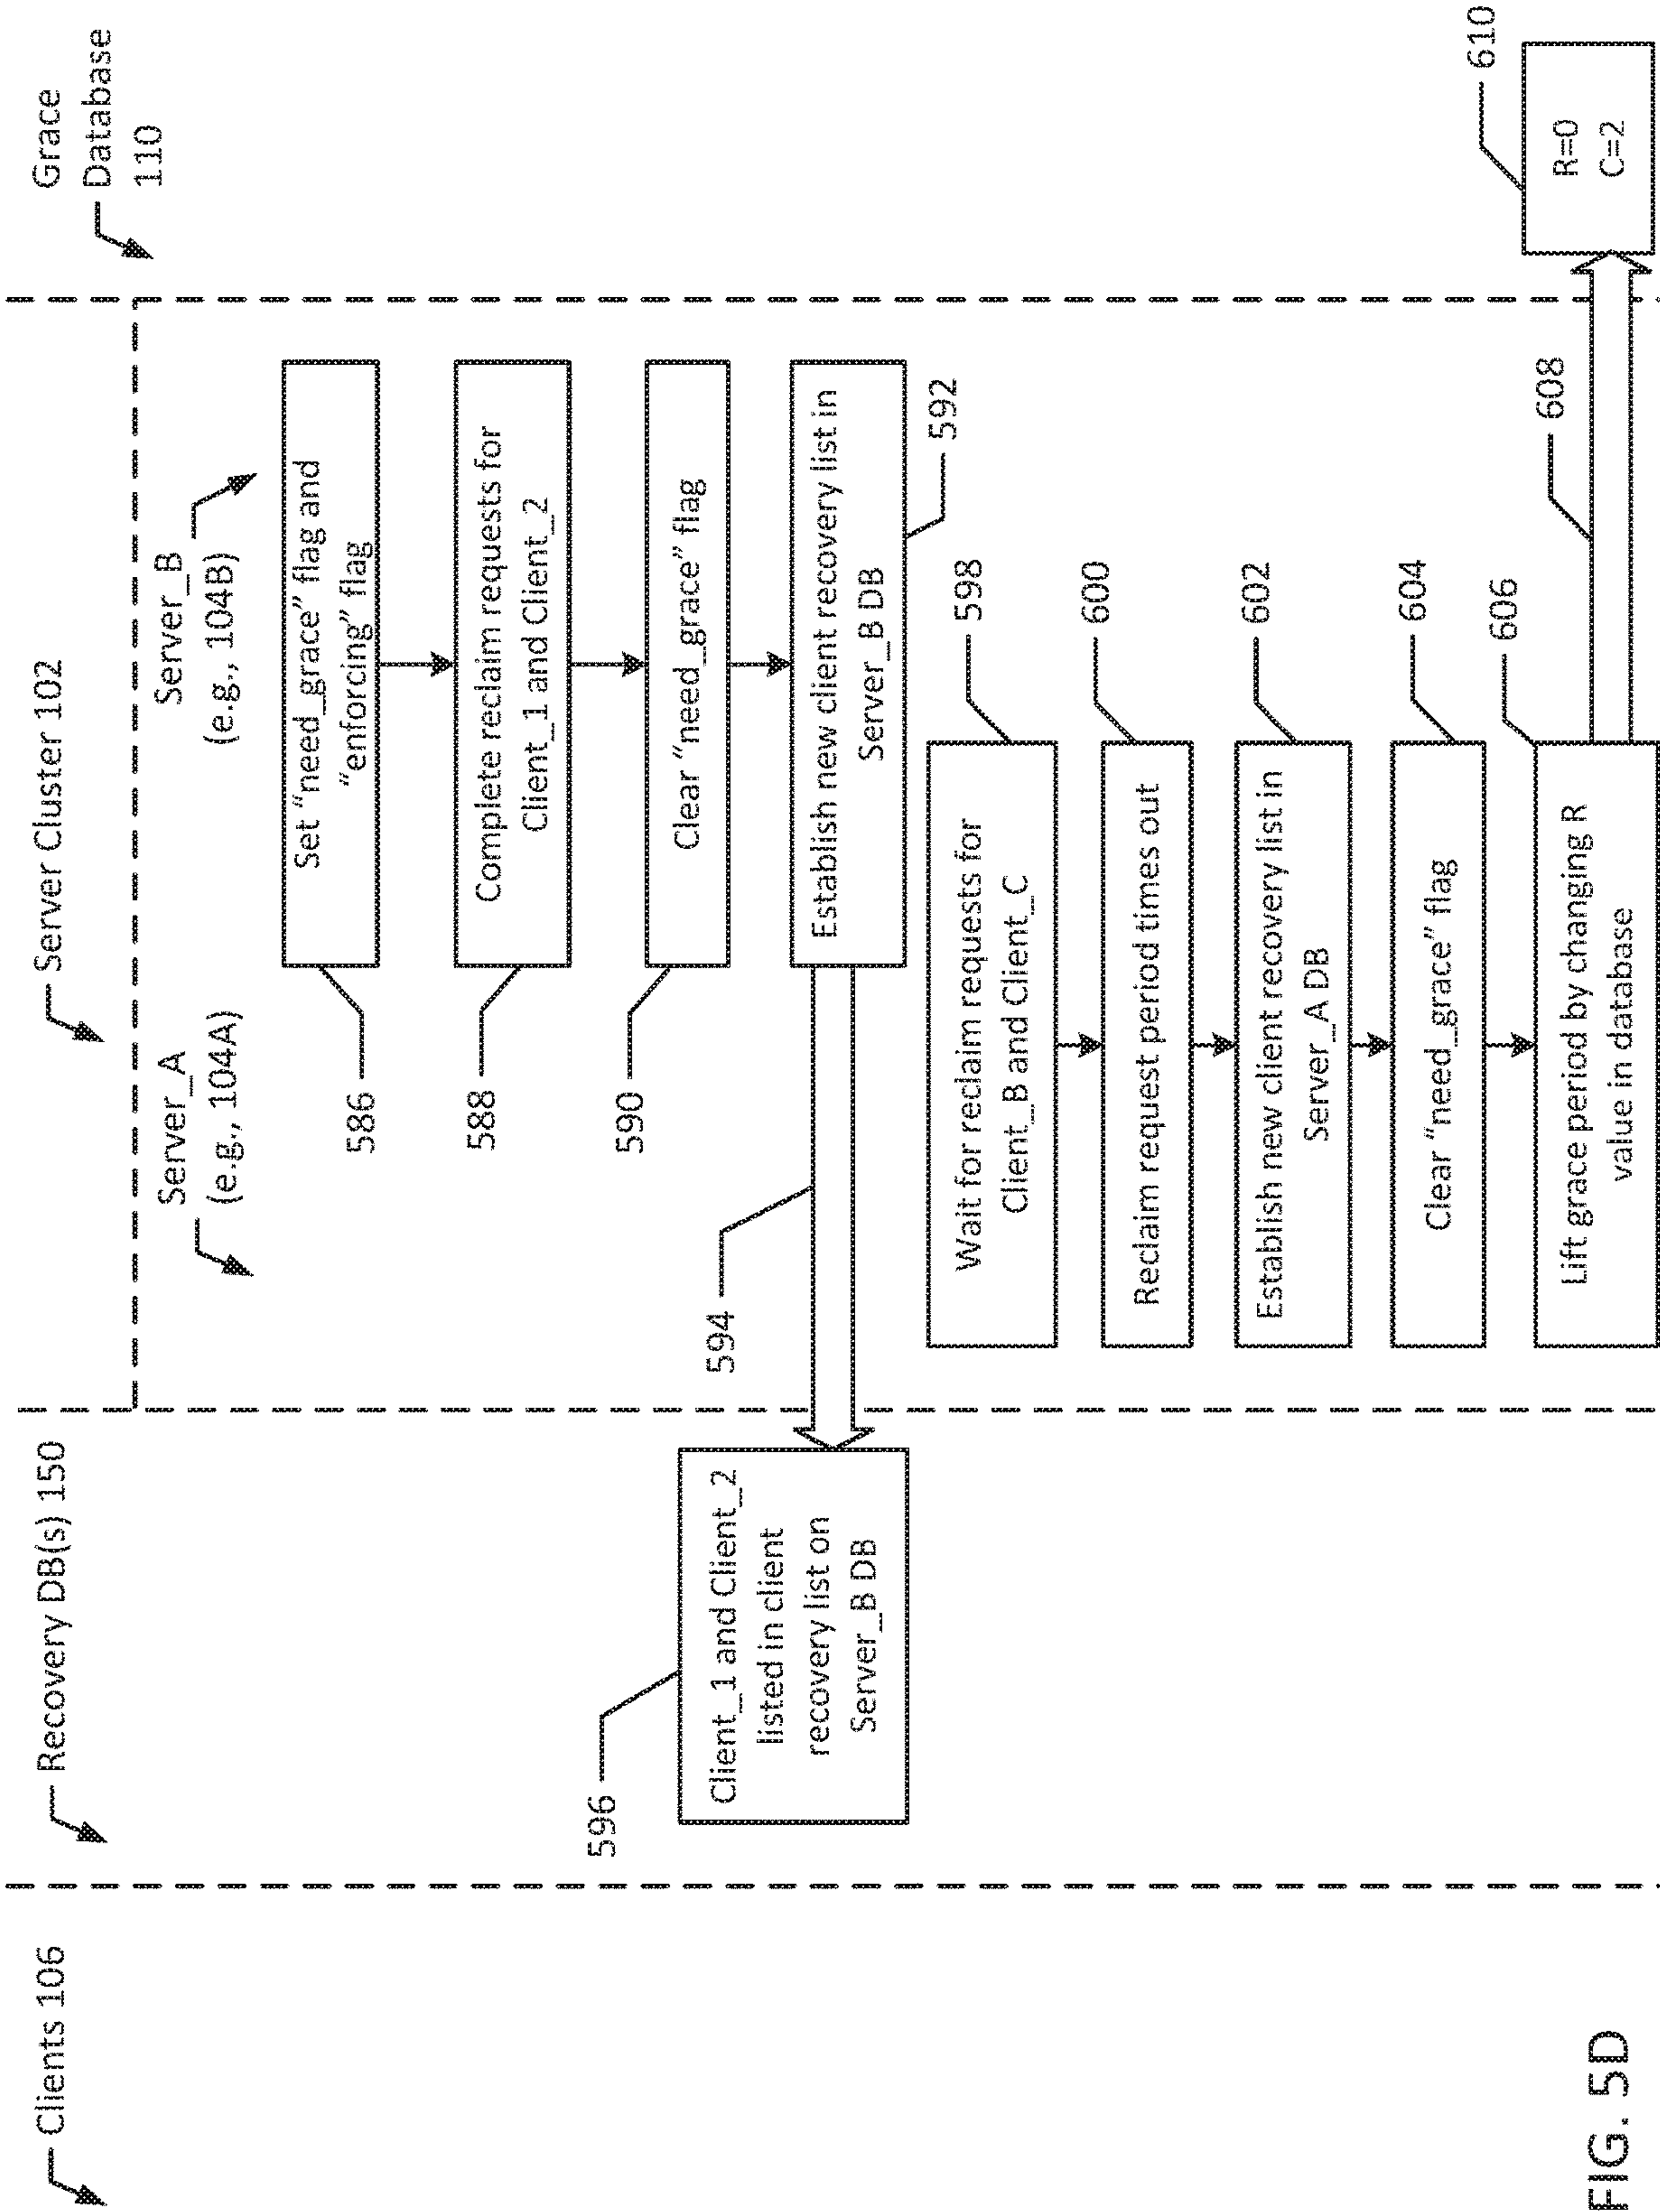 Clients 106
Recovery DB(s) 150
Server Cluster 102
Grace
Database
110
Server_A
(e.g., 104A)
Server_B
(e.g., 104B)
586
Set “need_grace” flag and
“enforcing” flag
588
Complete reclaim requests for
Client_1 and Client_2
590
Clear “need_grace” flag
Establish new client recovery list in
Server_B DB
592
594
596
Client_1 and Client_2
listed in client
recovery list on
Server_B DB
Wait for reclaim requests for
Client_B and Client_C
598
Reclaim request period times out
600
Establish new client recovery list in
Server_A DB
602
Clear “need_grace” flag
604
Lift grace period by changing R
value in database
606
608
610
R=0
C=2
FIG. 5D